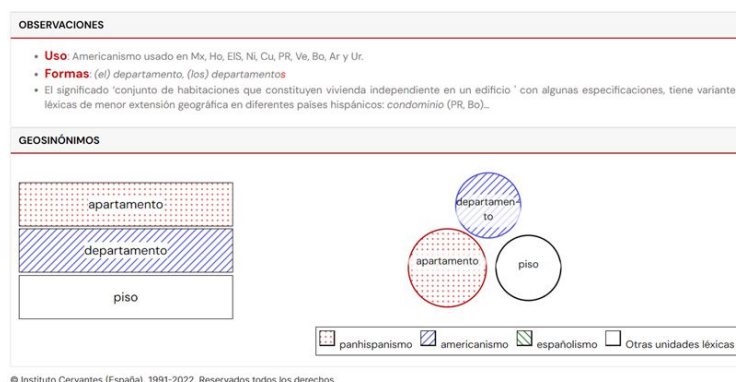 OBSERVACIONES
• Uso: Americanismo usado en Mx, Ho, ElS, Ni, Cu, PR, Ve, Bo, Ar y Ur.
• Formas: (el) departamento, (los) departamentos
• El significado ‘conjunto de habitaciones que constituyen vivienda independiente en un edificio ’ con algunas especificaciones, tiene variante
léxicas de menor extensión geográfica en diferentes países hispánicos: condominio (PR, Bo)...
GEOSINÓNIMOS
apartamento
departamento
piso
departamen-
to
apartamento
piso
panhispanismo americanismo españolismo Otras unidades léxicas
© Instituto Cervantes (España), 1991-2022. Reservados todos los derechos.